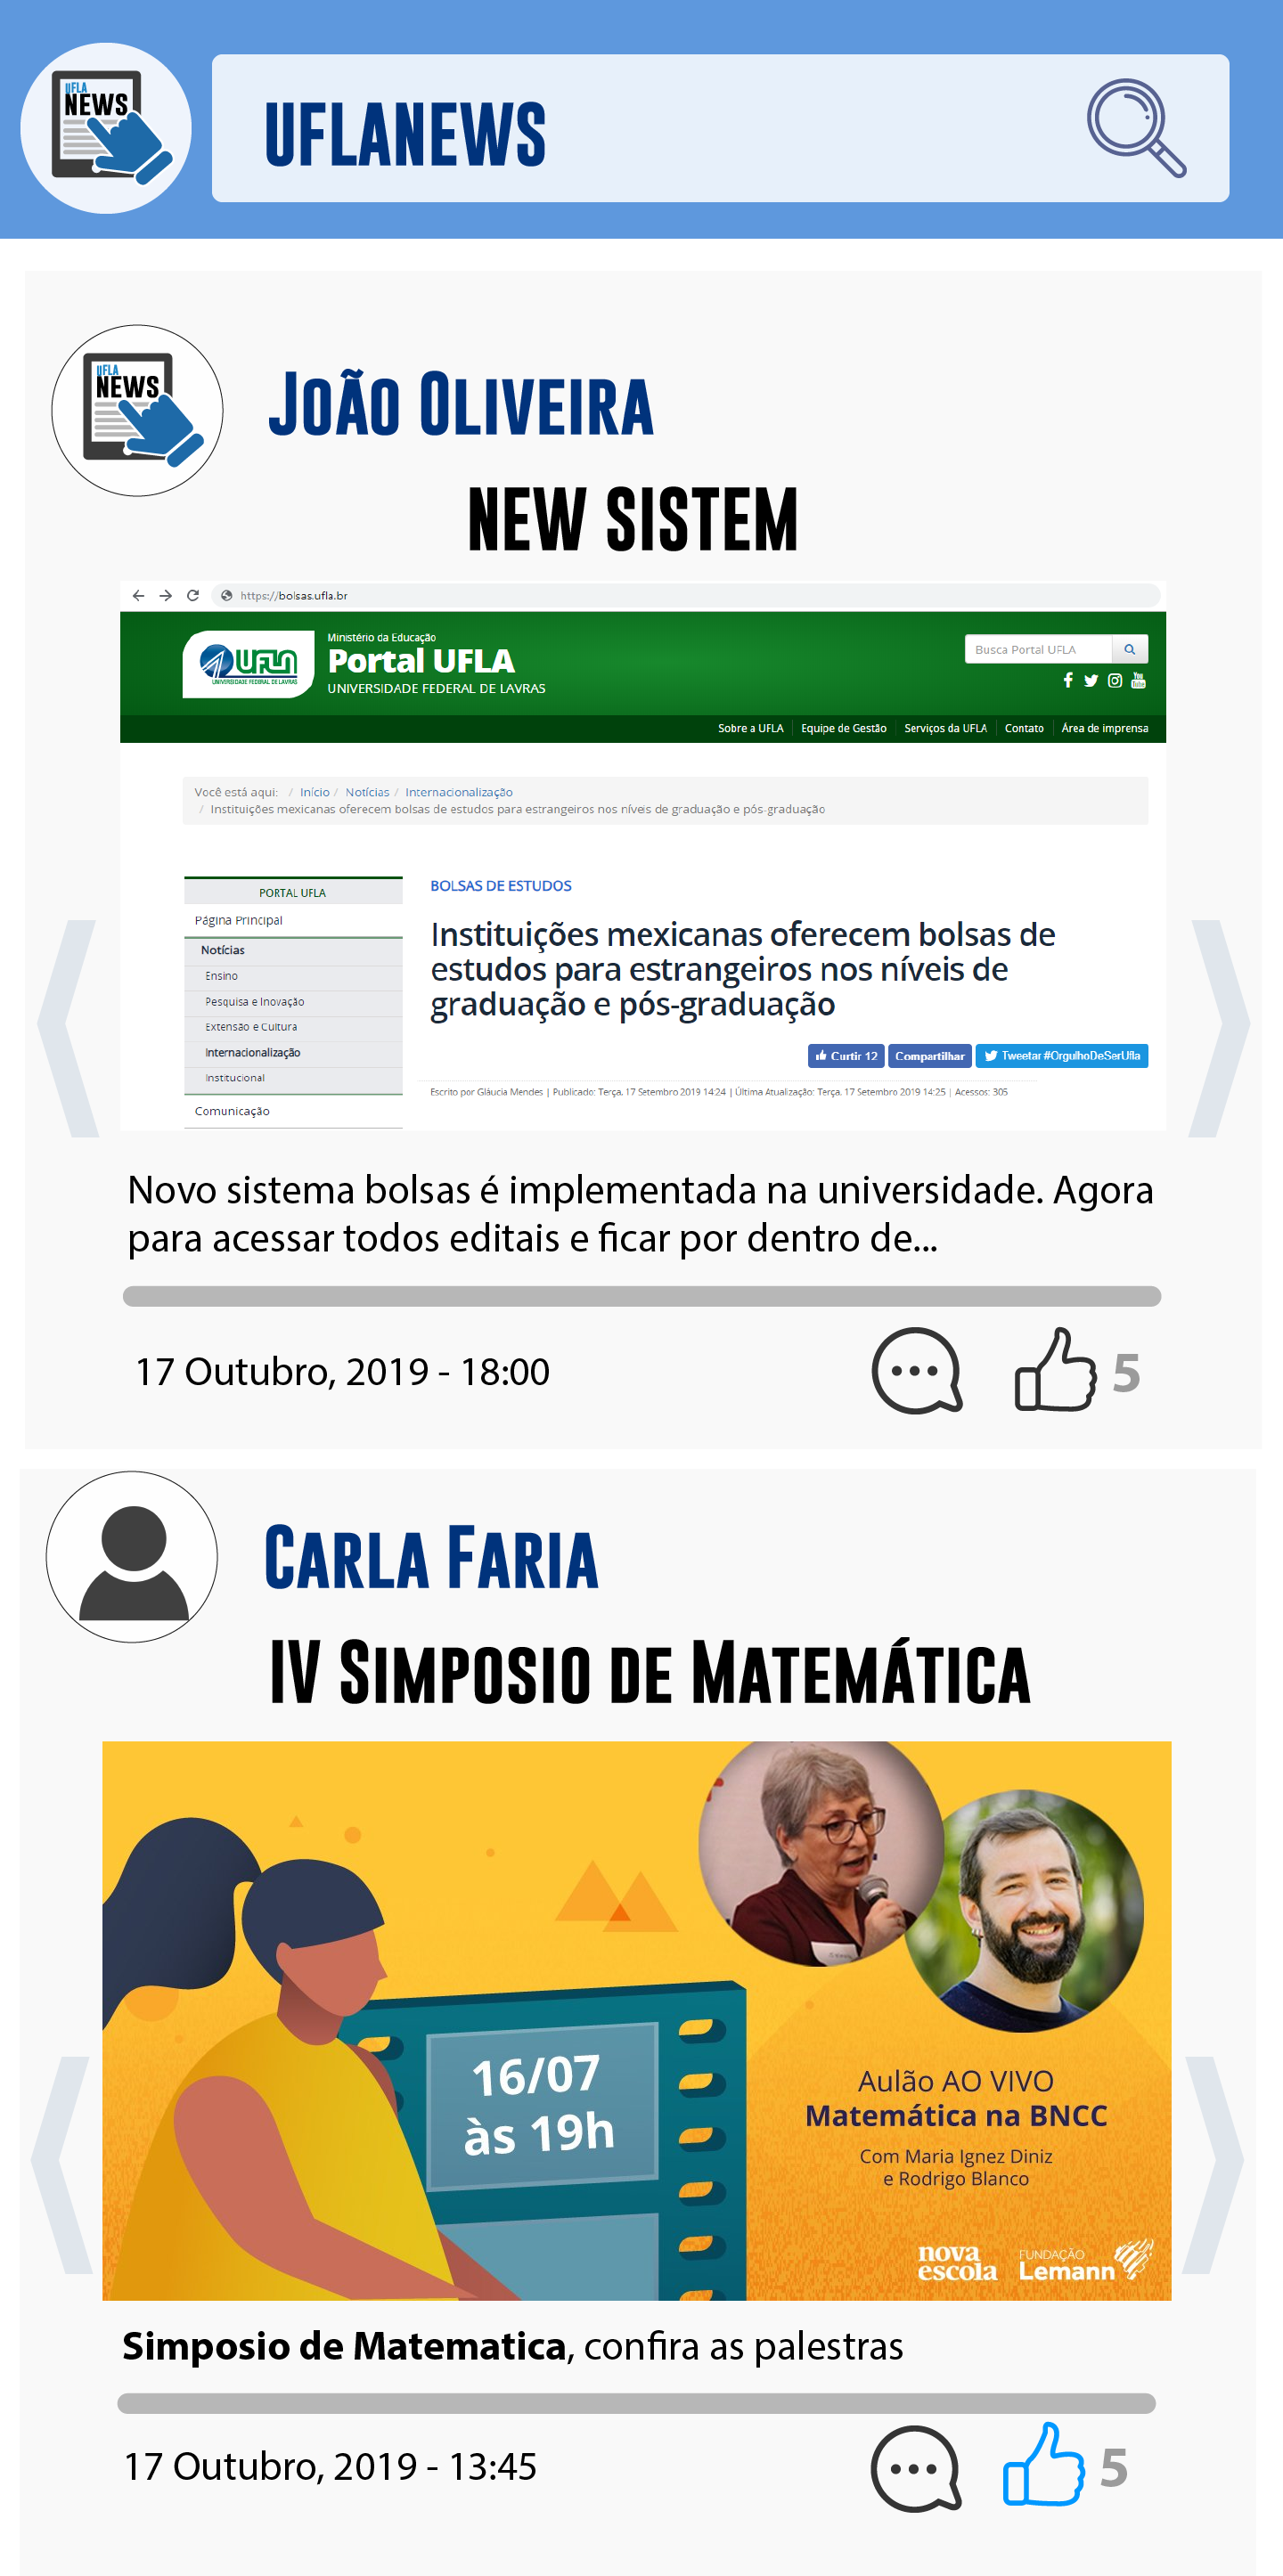 UFLA
NEWS
UFLANEWS
UFLA
NEWS
JOÃO OLIVEIRA
NEW SISTEM
https://bolsas.ufla.br
UFLA
UNIVERSIDADE FEDERAL DE LAVRAS
Ministério da Educação
Portal UFLA
UNIVERSIDADE FEDERAL DE LAVRAS
Busca Portal UFLA
You Tube
Sobre a UFLA Equipe de Gestão Serviços da UFLA Contato Área de imprensa
Você está aqui: / Início / Notícias / Internacionalização
/ Instituições mexicanas oferecem bolsas de estudos para estrangeiros nos níveis de graduação e pós-graduação
PORTAL UFLA
Página Principal
Notícias
Ensino
Pesquisa e Inovação
Extensão e Cultura
Internacionalização
Institucional
Comunicação
BOLSAS DE ESTUDOS
Instituições mexicanas oferecem bolsas de
estudos para estrangeiros nos níveis de
graduação e pós-graduação
Curtir 12 Compartilhar Tweetar #OrgulhoDeSerUfla
Escrito por Gláucia Mendes | Publicado: Terça, 17 Setembro 2019 14:24 | Última Atualização: Terça, 17 Setembro 2019 14:25 | Acessos: 305
Novo sistema bolsas é implementada na universidade. Agora
para acessar todos editais e ficar por dentro de...
17 Outubro, 2019 - 18:00
5
CARLA FARIA
IV SIMPOSIO DE MATEMÁTICA
16/07
às 19h
Aulão AO VIVO
Matemática na BNCC
Com Maria Ignez Diniz
e Rodrigo Blanco
nova
escola
FUNDAÇÃO
Lemann
Simposio de Matematica, confira as palestras
17 Outubro, 2019 - 13:45
5